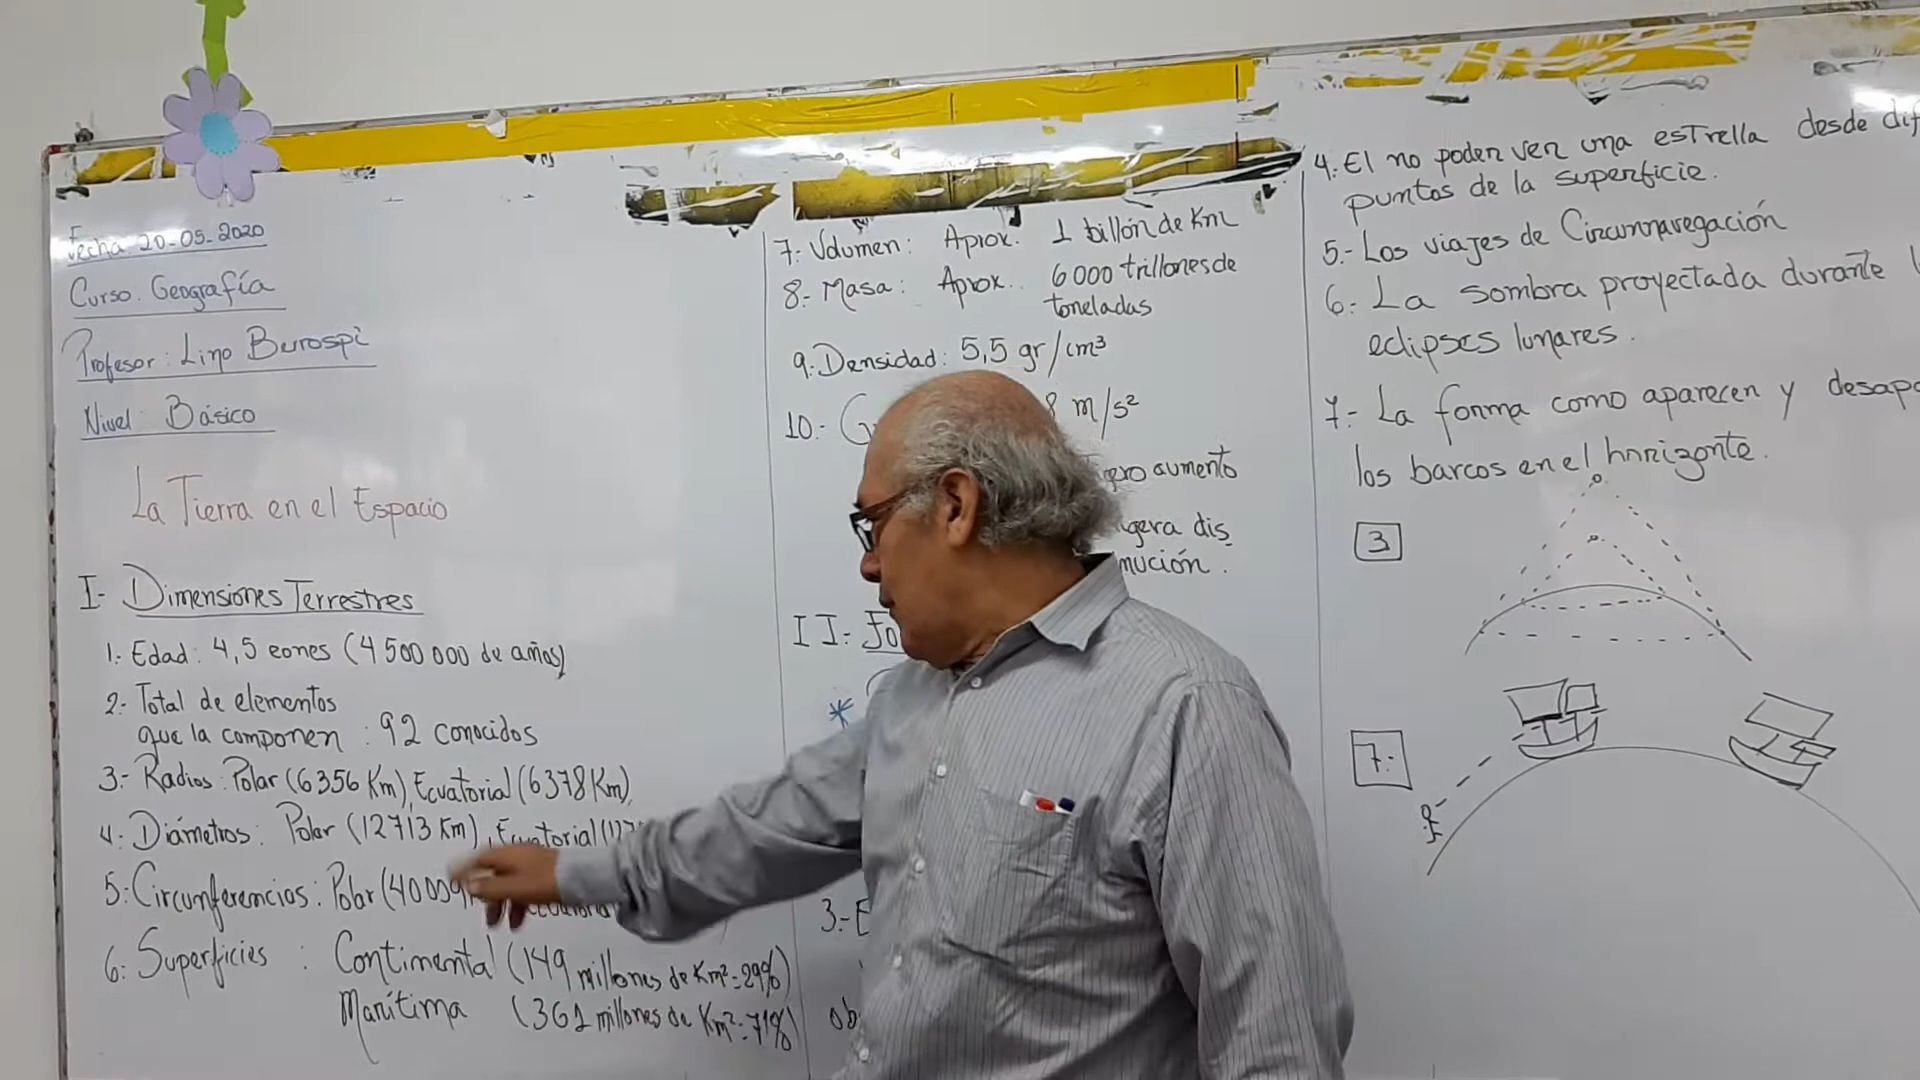 Fecha: 20-05-2020
Curso: Geografía
Profesor: Lino Burospi
Nivel: Básico
La Tierra en el Espacio
I- Dimensiones Terrestres
1.- Edad: 4,5 eones (4 500 000 de años)
2.- Total de elementos
que la componen : 92 conocidos
3.- Radios: Polar (6356 Km), Ecuatorial (6378 Km),
4.- Diámetros: Polar (12713 Km), Ecuatorial (127
5.- Circunferencias: Polar (40009
6.- Superficies : Continental (149 millones de Km²=29%)
Marítima (361 millones de Km²=71%)
7.- Volumen: Aprox. 1 billón de Km
8.- Masa: Aprox. 6 000 trillones de
toneladas
9.- Densidad: 5,5 gr/cm³
10.- G 8 m/s²
aumento
gera dis
minución.
II- Fo
*
3.- E
ob
4.- El no poder ver una estrella desde dif
puntos de la superficie.
5.- Los viajes de Circunnavegación
6.- La sombra proyectada durante l
eclipses lunares.
7.- La forma como aparecen y desapa
los barcos en el horizonte.
3
7.-